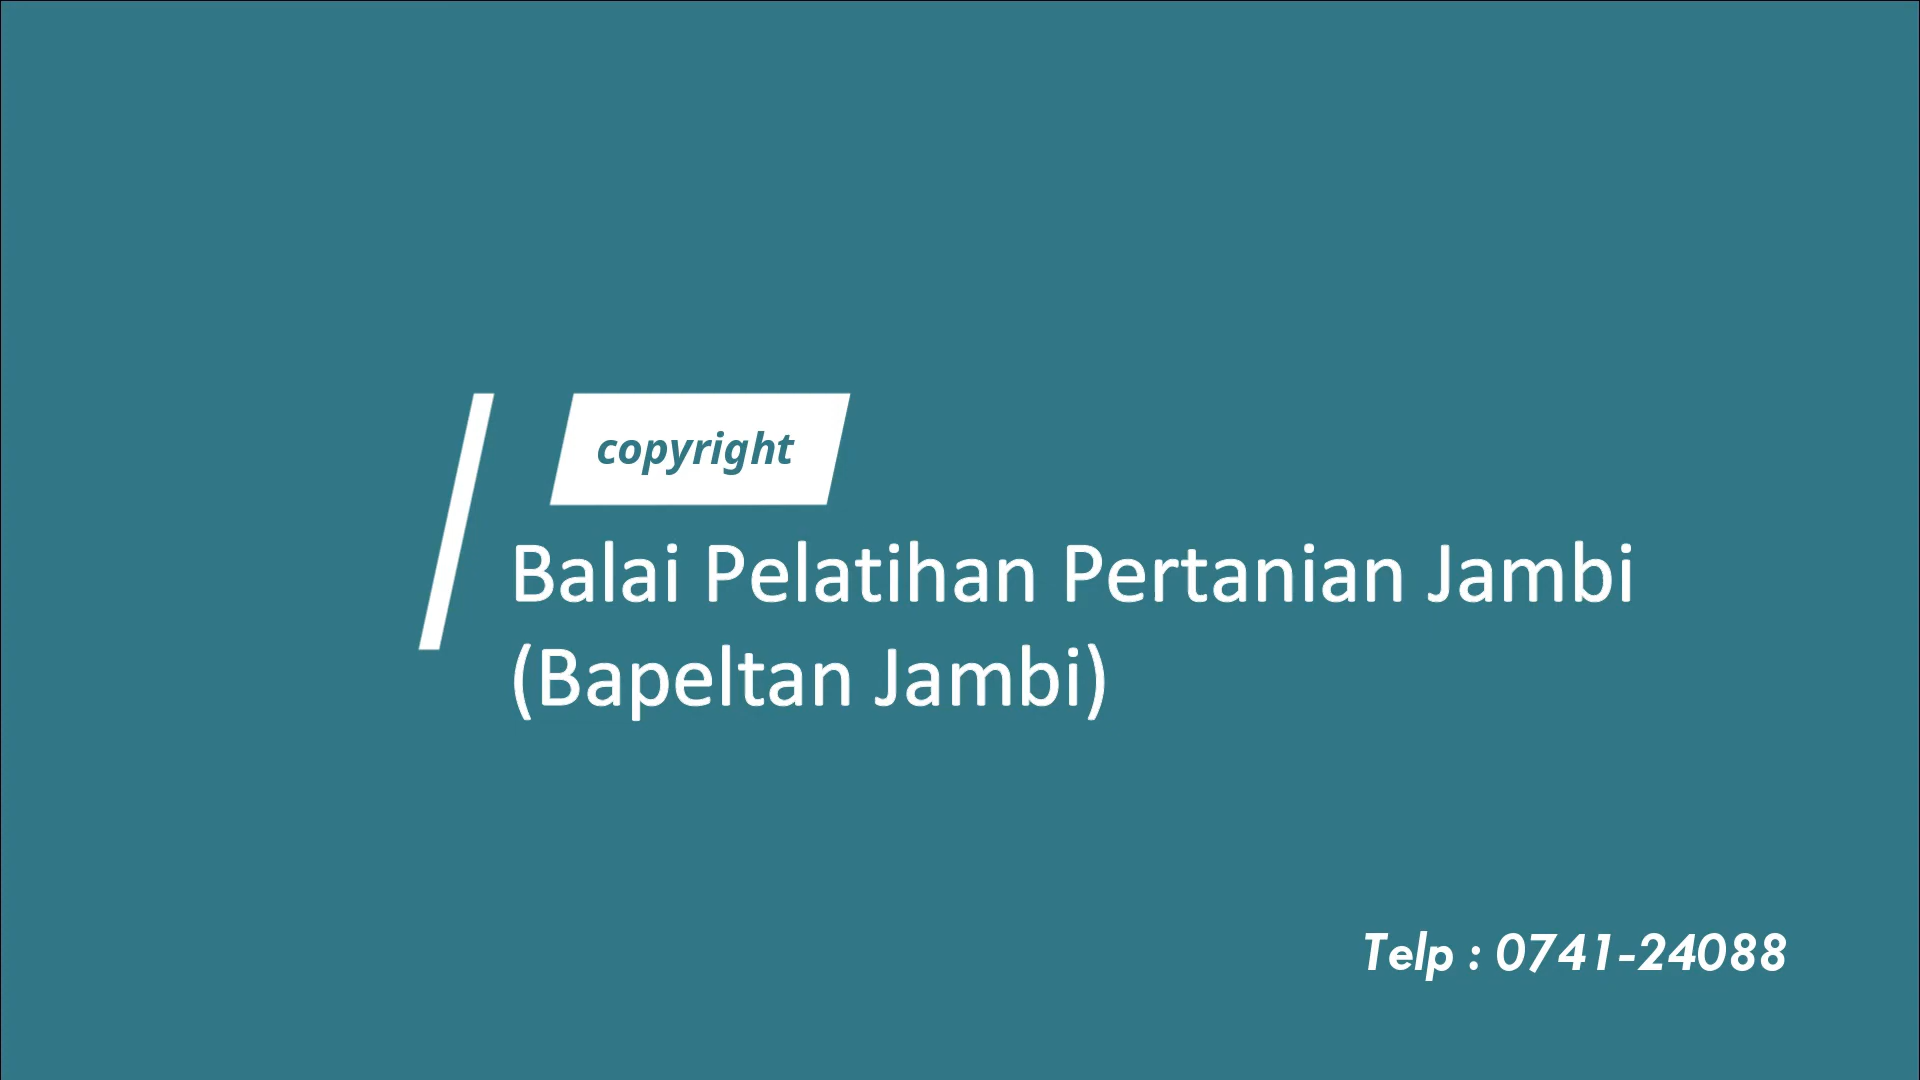 copyright
Balai Pelatihan Pertanian Jambi
(Bapeltan Jambi)
Telp : 0741-24088